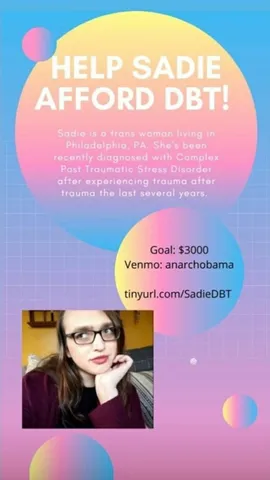 HELP SADIE
AFFORD DBT!
Sadie is a trans woman living in
Philadelphia, PA. She's been
recently diagnosed with Complex
Post Traumatic Stress Disorder
after experiencing trauma after
trauma the last several years.
Goal: $3000
Venmo: anarchobama
tinyurl.com/SadieDBT